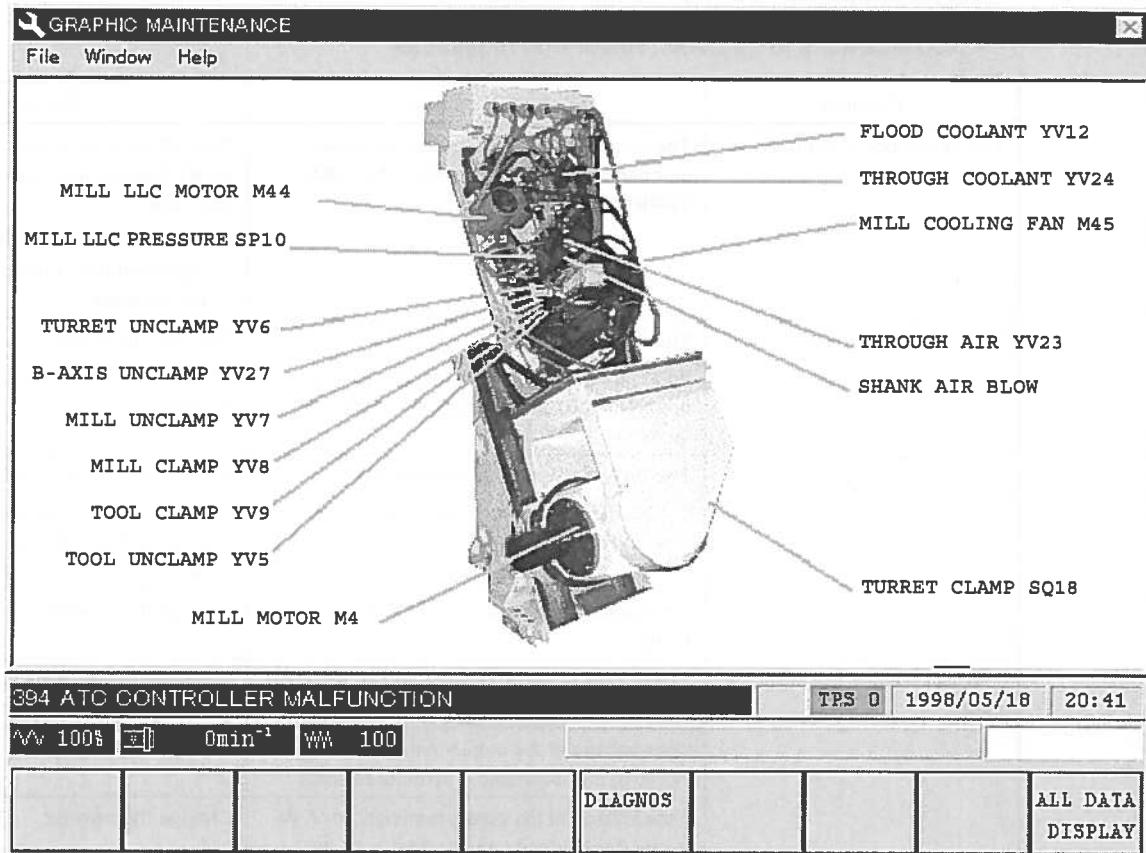 GRAPHIC MAINTENANCE
File Window Help
FLOOD COOLANT YV12
THROUGH COOLANT YV24
MILL COOLING FAN M45
THROUGH AIR YV23
SHANK AIR BLOW
TURRET CLAMP SQ18
MILL LLC MOTOR M44
MILL LLC PRESSURE SP10
TURRET UNCLAMP YV6
B-AXIS UNCLAMP YV27
MILL UNCLAMP YV7
MILL CLAMP YV8
TOOL CLAMP YV9
TOOL UNCLAMP YV5
MILL MOTOR M4
394 ATC CONTROLLER MALFUNCTION
TPS 0 1998/05/18 20:41
100% 0min⁻¹ 100
DIAGNOS
ALL DATA
DISPLAY